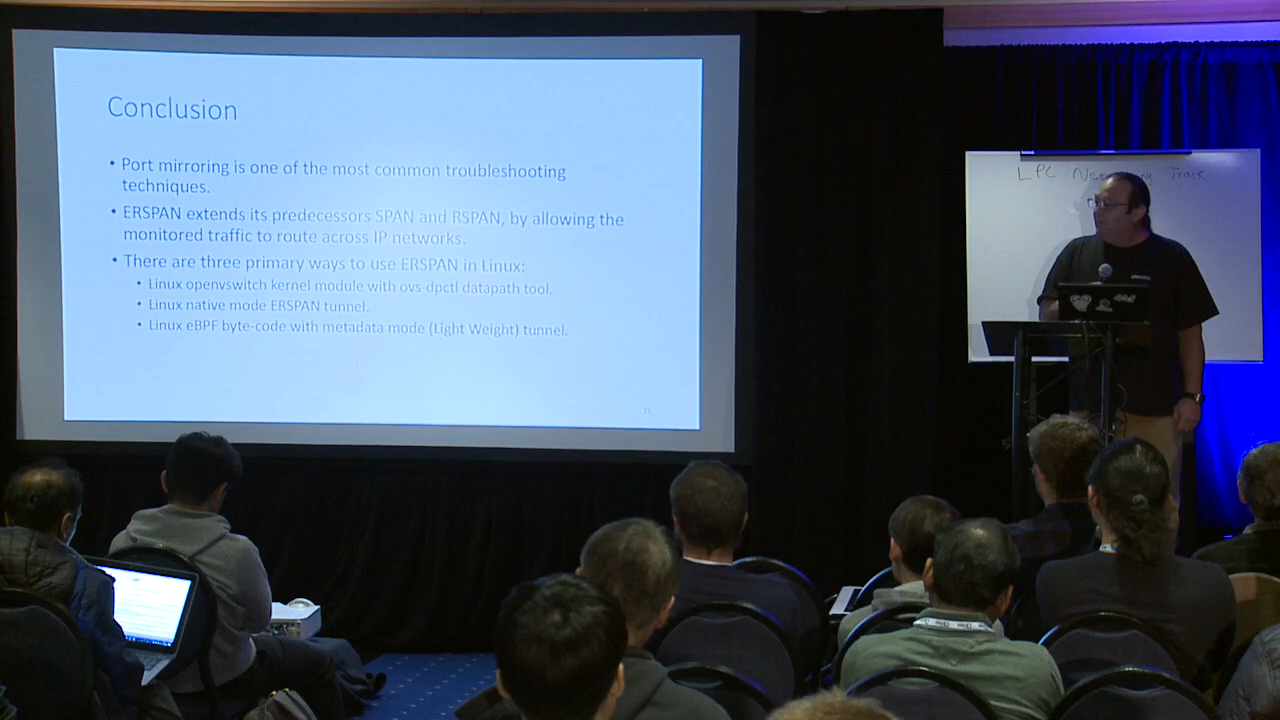 Conclusion
• Port mirroring is one of the most common troubleshooting
techniques.
• ERSPAN extends its predecessors SPAN and RSPAN, by allowing the
monitored traffic to route across IP networks.
• There are three primary ways to use ERSPAN in Linux:
• Linux openvswitch kernel module with ovs-dpctl datapath tool.
• Linux native mode ERSPAN tunnel.
• Linux eBPF byte-code with metadata mode (Light Weight) tunnel.
21
LPC Track